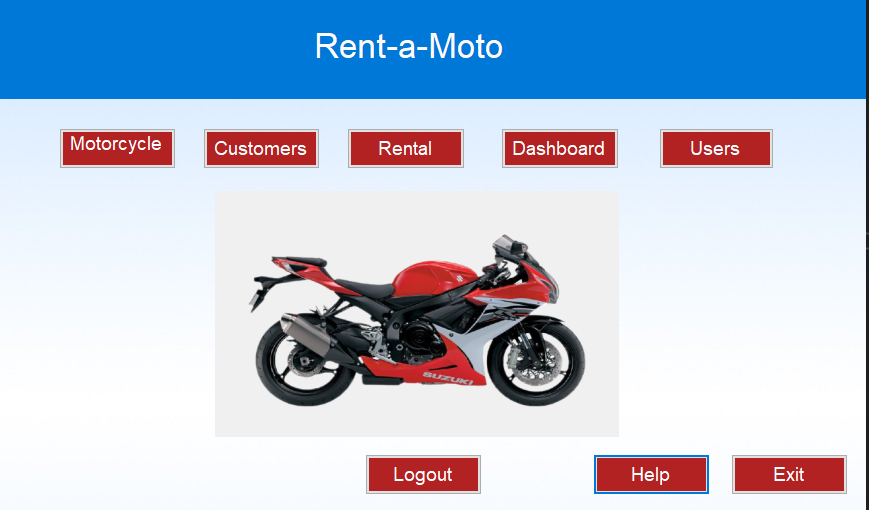 Rent-a-Moto
Motorcycle
Customers
Rental
Dashboard
Users
SUZUKI
Logout
Help
Exit